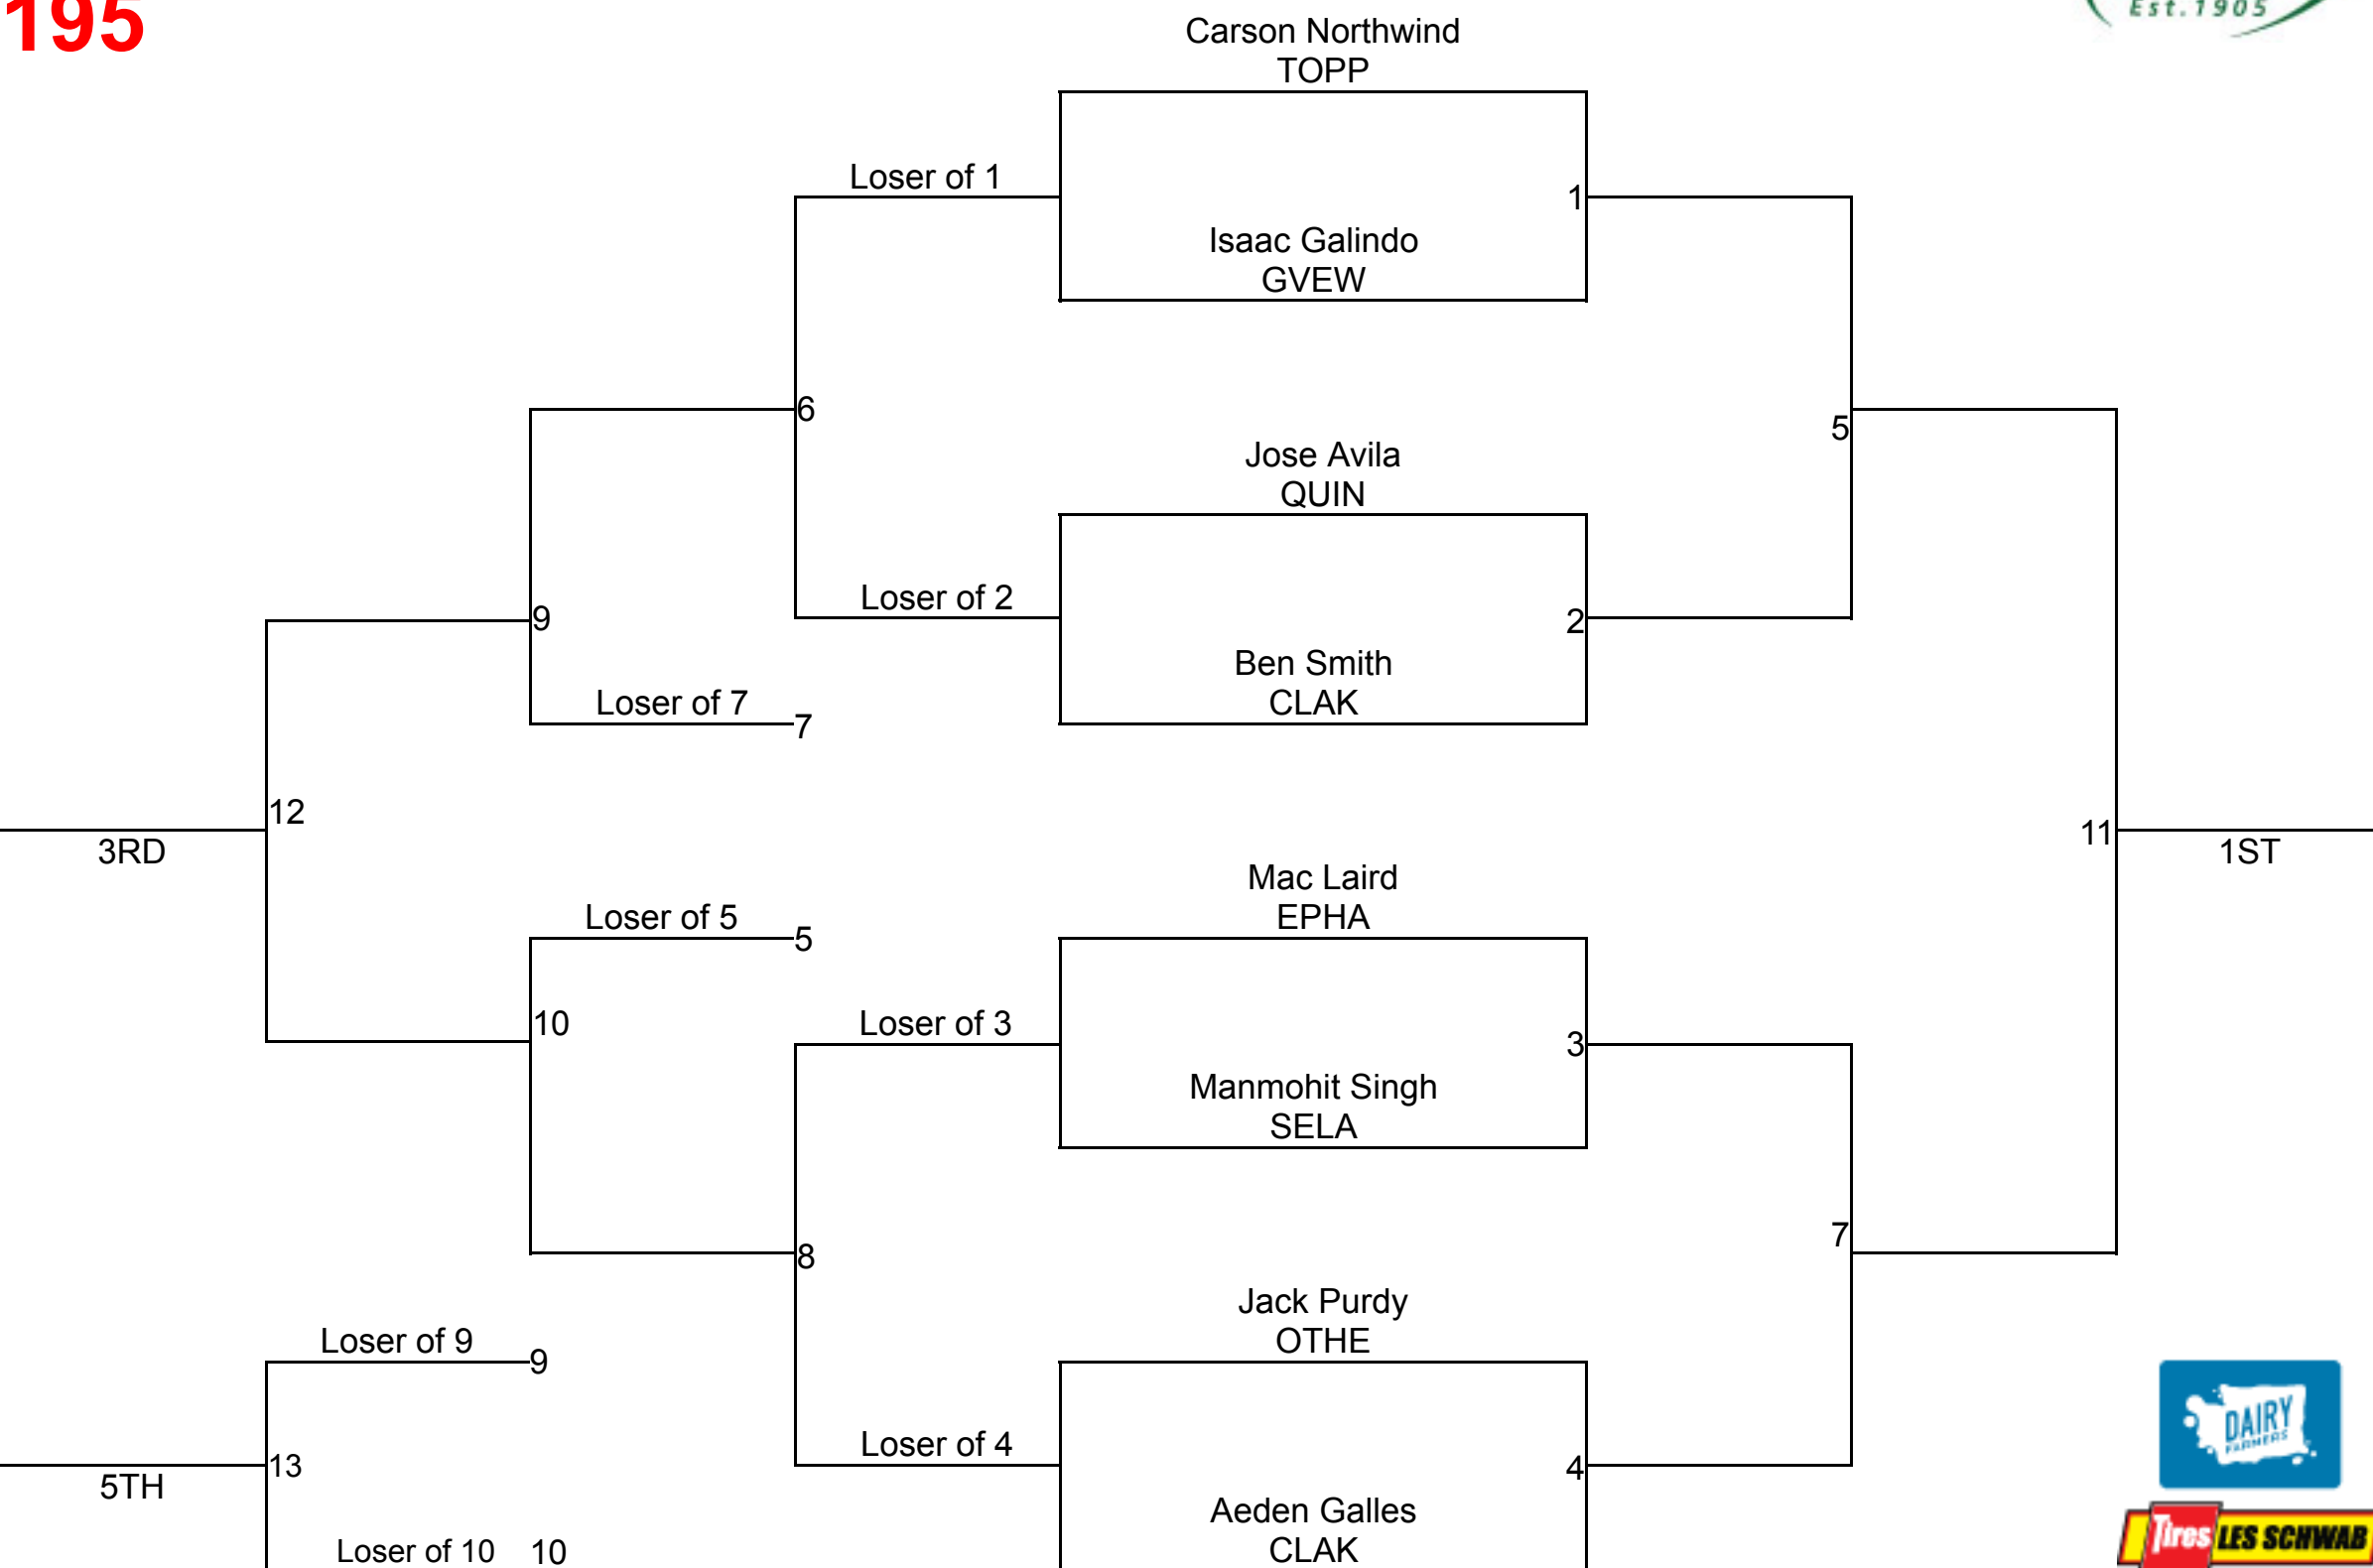 195
Est. 1905
Carson Northwind
TOPP
Loser of 1
1
Isaac Galindo
GVEW
6
5
Jose Avila
QUIN
Loser of 2
2
9
Ben Smith
CLAK
Loser of 7
7
12
3RD
11
1ST
Mac Laird
EPHA
Loser of 5
5
10
Loser of 3
3
Manmohit Singh
SELA
8
7
Jack Purdy
OTHE
Loser of 9
9
Loser of 4
4
13
5TH
Aeden Galles
CLAK
Loser of 10
10
DAIRY
FARMERS
Tires LES SCHWAB